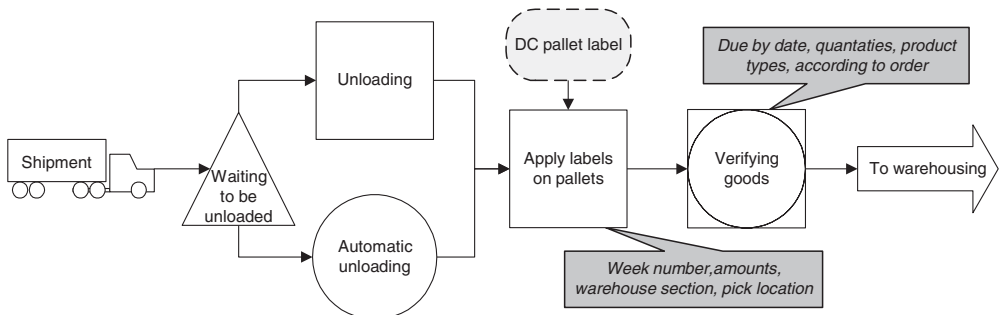 Shipment
Waiting
to be
unloaded
Unloading
Automatic
unloading
DC pallet label
Apply labels
on pallets
Week number,amounts,
warehouse section, pick location
Verifying
goods
Due by date, quantaties, product
types, according to order
To warehousing